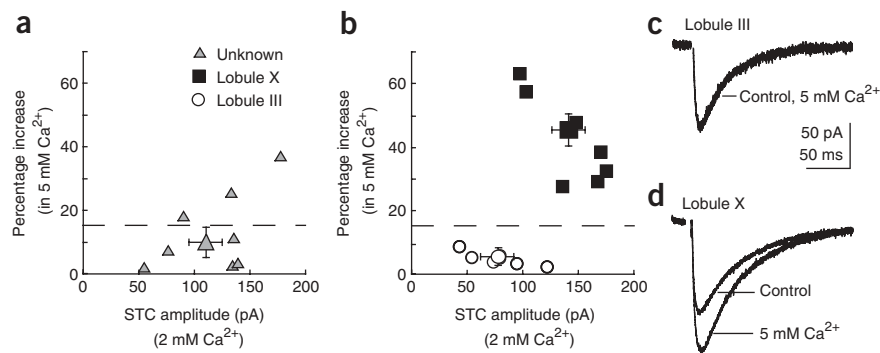 a
Percentage increase
(in 5 mM Ca²⁺)
60
40
20
0
0 50 100 150 200
STC amplitude (pA)
(2 mM Ca²⁺)
Unknown
Lobule X
Lobule III
b
Percentage increase
(in 5 mM Ca²⁺)
60
40
20
0
0 50 100 150 200
STC amplitude (pA)
(2 mM Ca²⁺)
c
Lobule III
Control, 5 mM Ca²⁺
50 pA
50 ms
d
Lobule X
Control
5 mM Ca²⁺